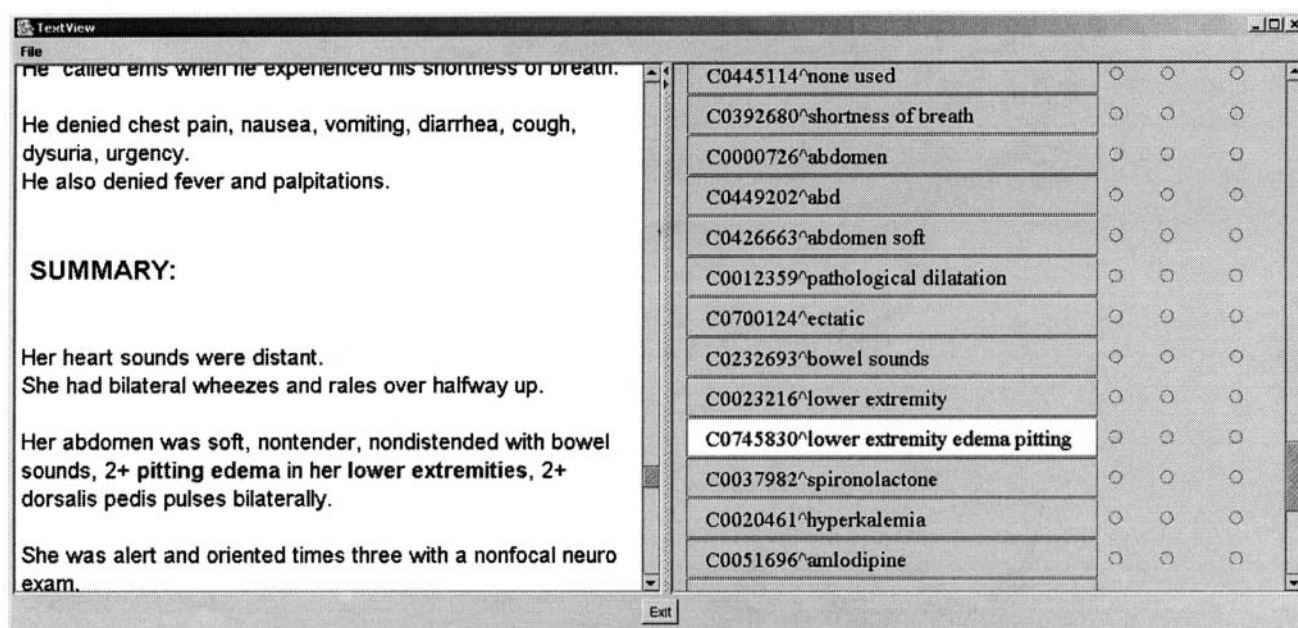 TextView
File
He called ems when he experienced his shortness of breath.
He denied chest pain, nausea, vomiting, diarrhea, cough,
dysuria, urgency.
He also denied fever and palpitations.
SUMMARY:
Her heart sounds were distant.
She had bilateral wheezes and rales over halfway up.
Her abdomen was soft, nontender, nondistended with bowel
sounds, 2+ pitting edema in her lower extremities, 2+
dorsalis pedis pulses bilaterally.
She was alert and oriented times three with a nonfocal neuro
exam.
C0445114^none used
C0392680^shortness of breath
C0000726^abdomen
C0449202^abd
C0426663^abdomen soft
C0012359^pathological dilatation
C0700124^ectatic
C0232693^bowel sounds
C0023216^lower extremity
C0745830^lower extremity edema pitting
C0037982^spironolactone
C0020461^hyperkalemia
C0051696^amlodipine
Exit